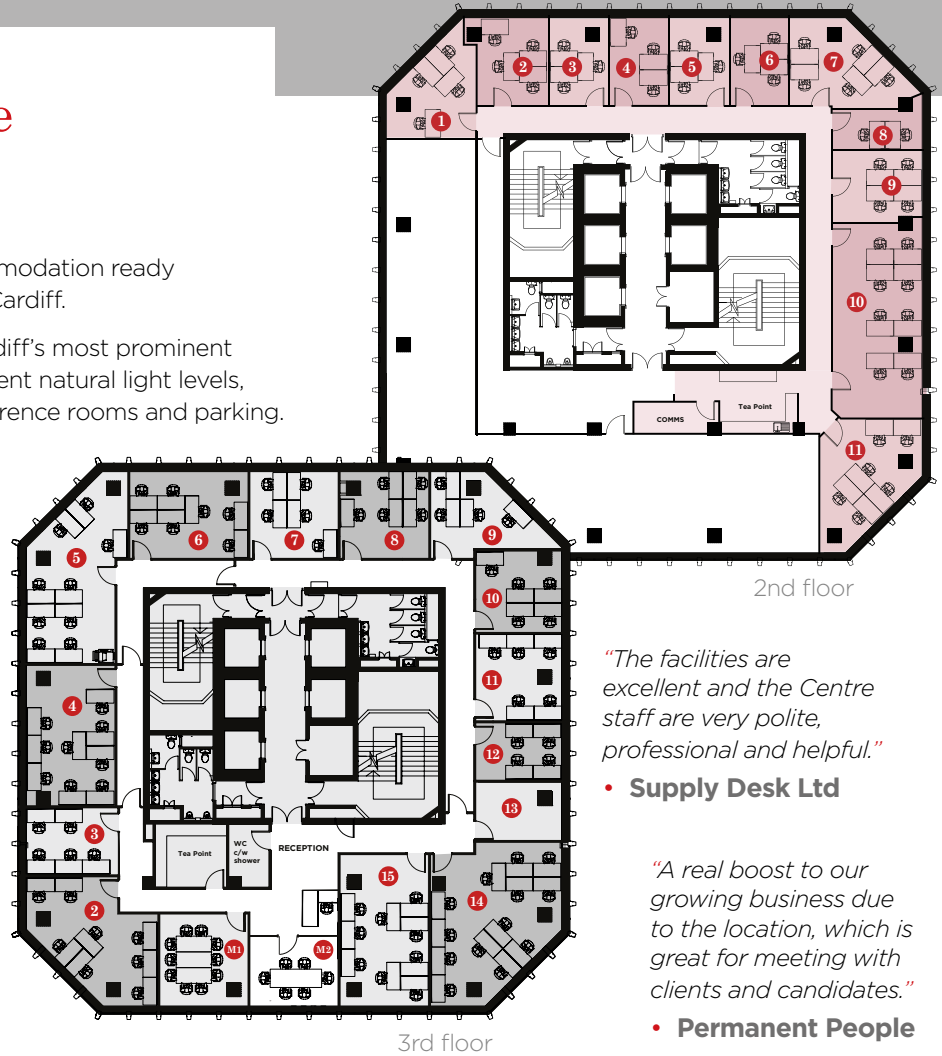 e
modation ready
Cardiff.
diff's most prominent
ent natural light levels,
erence rooms and parking.
1
2
3
4
5
6
7
8
9
10
11
COMMS
Tea Point
2nd floor
5
6
7
8
9
10
11
12
13
14
15
4
3
2
M1
M2
Tea Point
WC
c/w
shower
RECEPTION
3rd floor
“The facilities are
excellent and the Centre
staff are very polite,
professional and helpful.”
• Supply Desk Ltd
“A real boost to our
growing business due
to the location, which is
great for meeting with
clients and candidates.”
• Permanent People